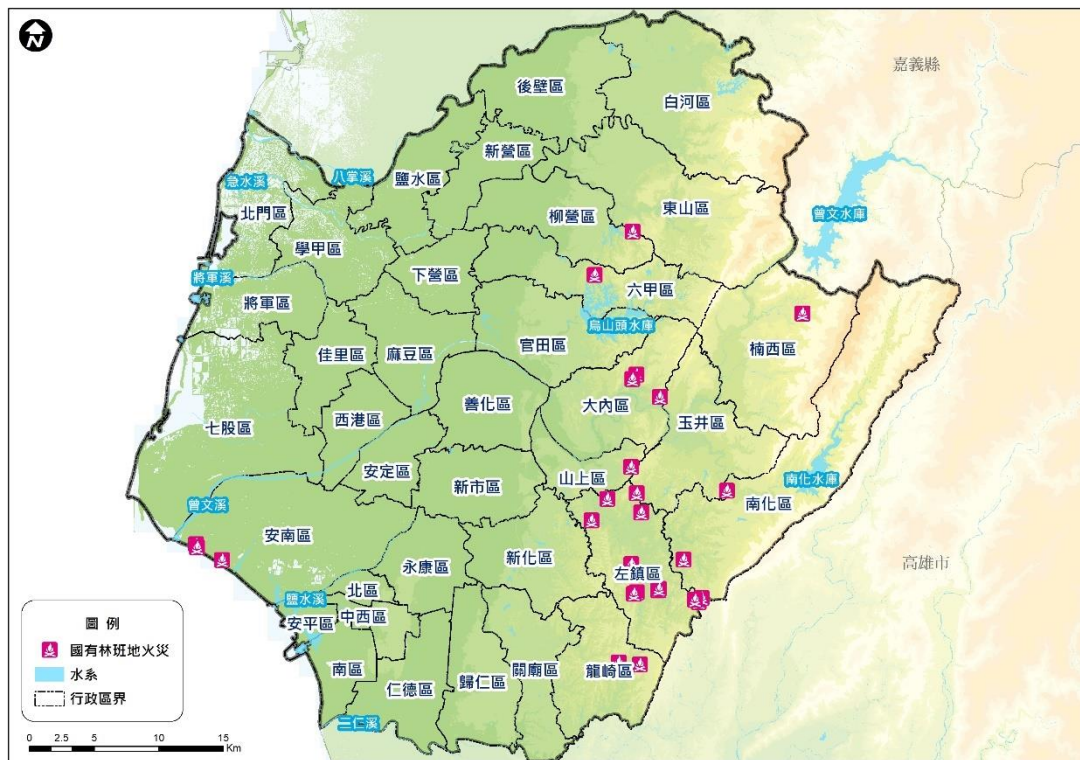 N
嘉義縣
後壁區
白河區
新營區
八掌溪
鹽水區
急水溪
北門區
柳營區
東山區
曾文水庫
學甲區
將軍溪
下營區
六甲區
將軍區
烏山頭水庫
官田區
楠西區
佳里區
麻豆區
善化區
大內區
玉井區
西港區
七股區
安定區
山上區
新市區
南化水庫
南化區
曾文溪
安南區
新化區
永康區
左鎮區
高雄市
北區
鹽水溪
中西區
安平區
南區
仁德區
歸仁區
關廟區
龍崎區
二仁溪
圖 例
國有林班地火災
水系
行政區界
0 2.5 5 10 15
Km